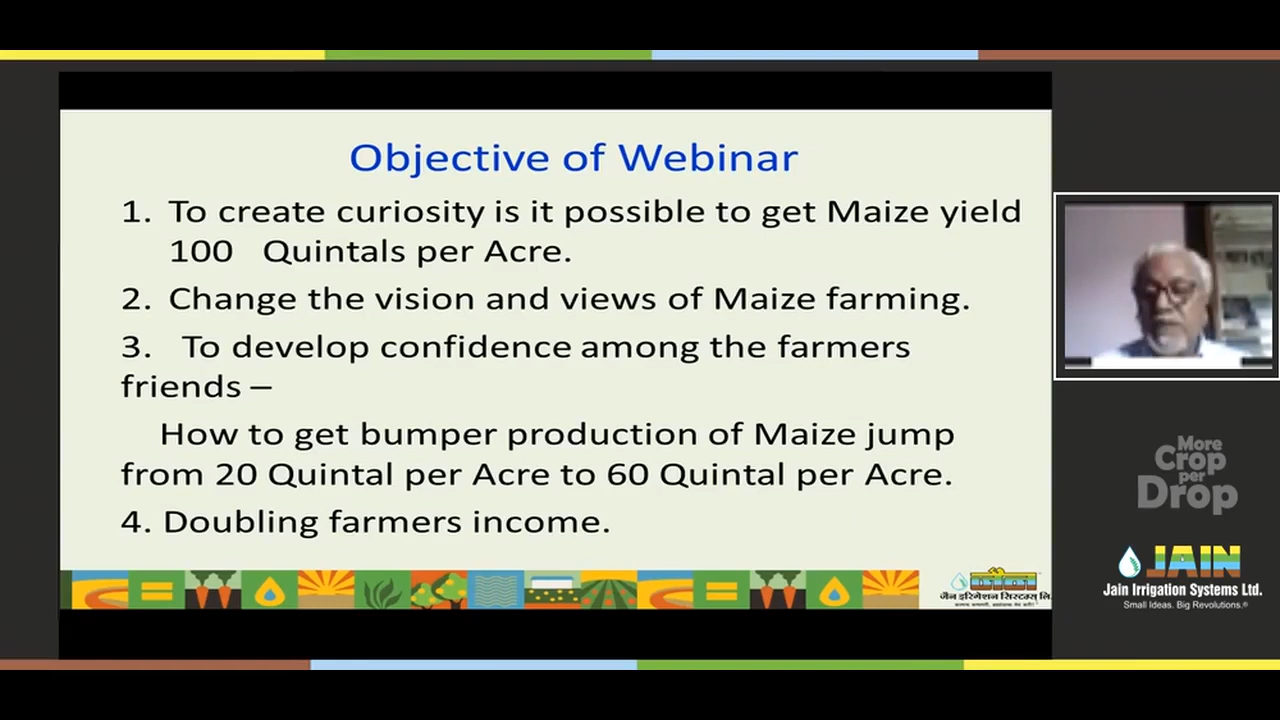 Objective of Webinar
1. To create curiosity is it possible to get Maize yield
100 Quintals per Acre.
2. Change the vision and views of Maize farming.
3. To develop confidence among the farmers
friends –
How to get bumper production of Maize jump
from 20 Quintal per Acre to 60 Quintal per Acre.
4. Doubling farmers income.
जैन इरिगेशन सिस्टिम्स् लि.
More
Crop
per
Drop
JAIN
Jain Irrigation Systems Ltd.
Small Ideas. Big Revolutions.®